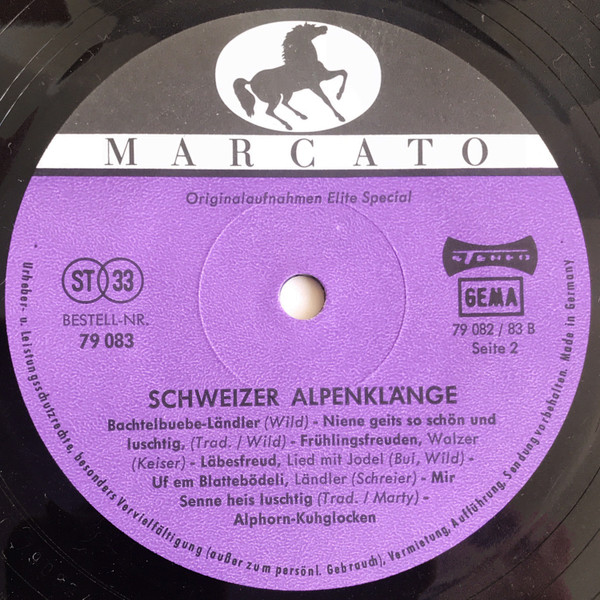 MARCATO
Originalaufnahmen Elite Special
ST 33
BESTELL-NR.
79 083
STEREO
GEMA
79 082 / 83 B
Seite 2
SCHWEIZER ALPENKLÄNGE
Bachtelbuebe-Ländler (Wild) - Niene geits so schön und
luschtig, (Trad. / Wild) - Frühlingsfreuden, Walzer
(Keiser) - Läbesfreud, Lied mit Jodel (Bui, Wild) -
Uf em Blattebödeli, Ländler (Schreier) - Mir
Senne heis luschtig (Trad. / Marty) -
Alphorn-Kuhglocken
Urheber- u. Leistungsschutzrechte, besonders Vervielfältigung (außer zum persönl. Gebrauch), Vermietung, Aufführung, Sendung vorbehalten. Made in Germany